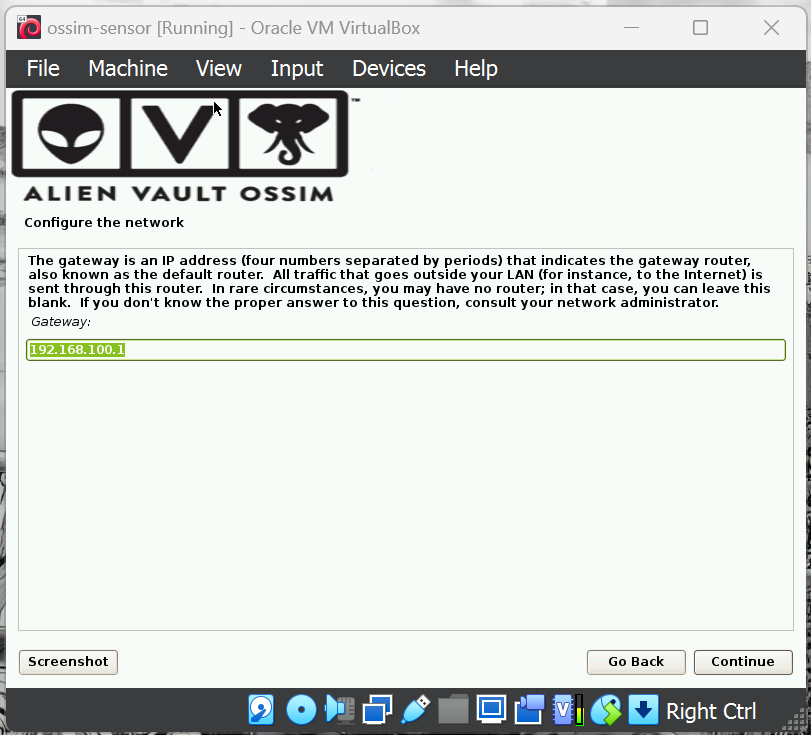 64
ossim-sensor [Running] - Oracle VM VirtualBox
File Machine View Input Devices Help
V
™
ALIEN VAULT OSSIM
Configure the network
The gateway is an IP address (four numbers separated by periods) that indicates the gateway router,
also known as the default router. All traffic that goes outside your LAN (for instance, to the Internet) is
sent through this router. In rare circumstances, you may have no router; in that case, you can leave this
blank. If you don't know the proper answer to this question, consult your network administrator.
Gateway:
192.168.100.1
Screenshot
Go Back
Continue
V
Right Ctrl